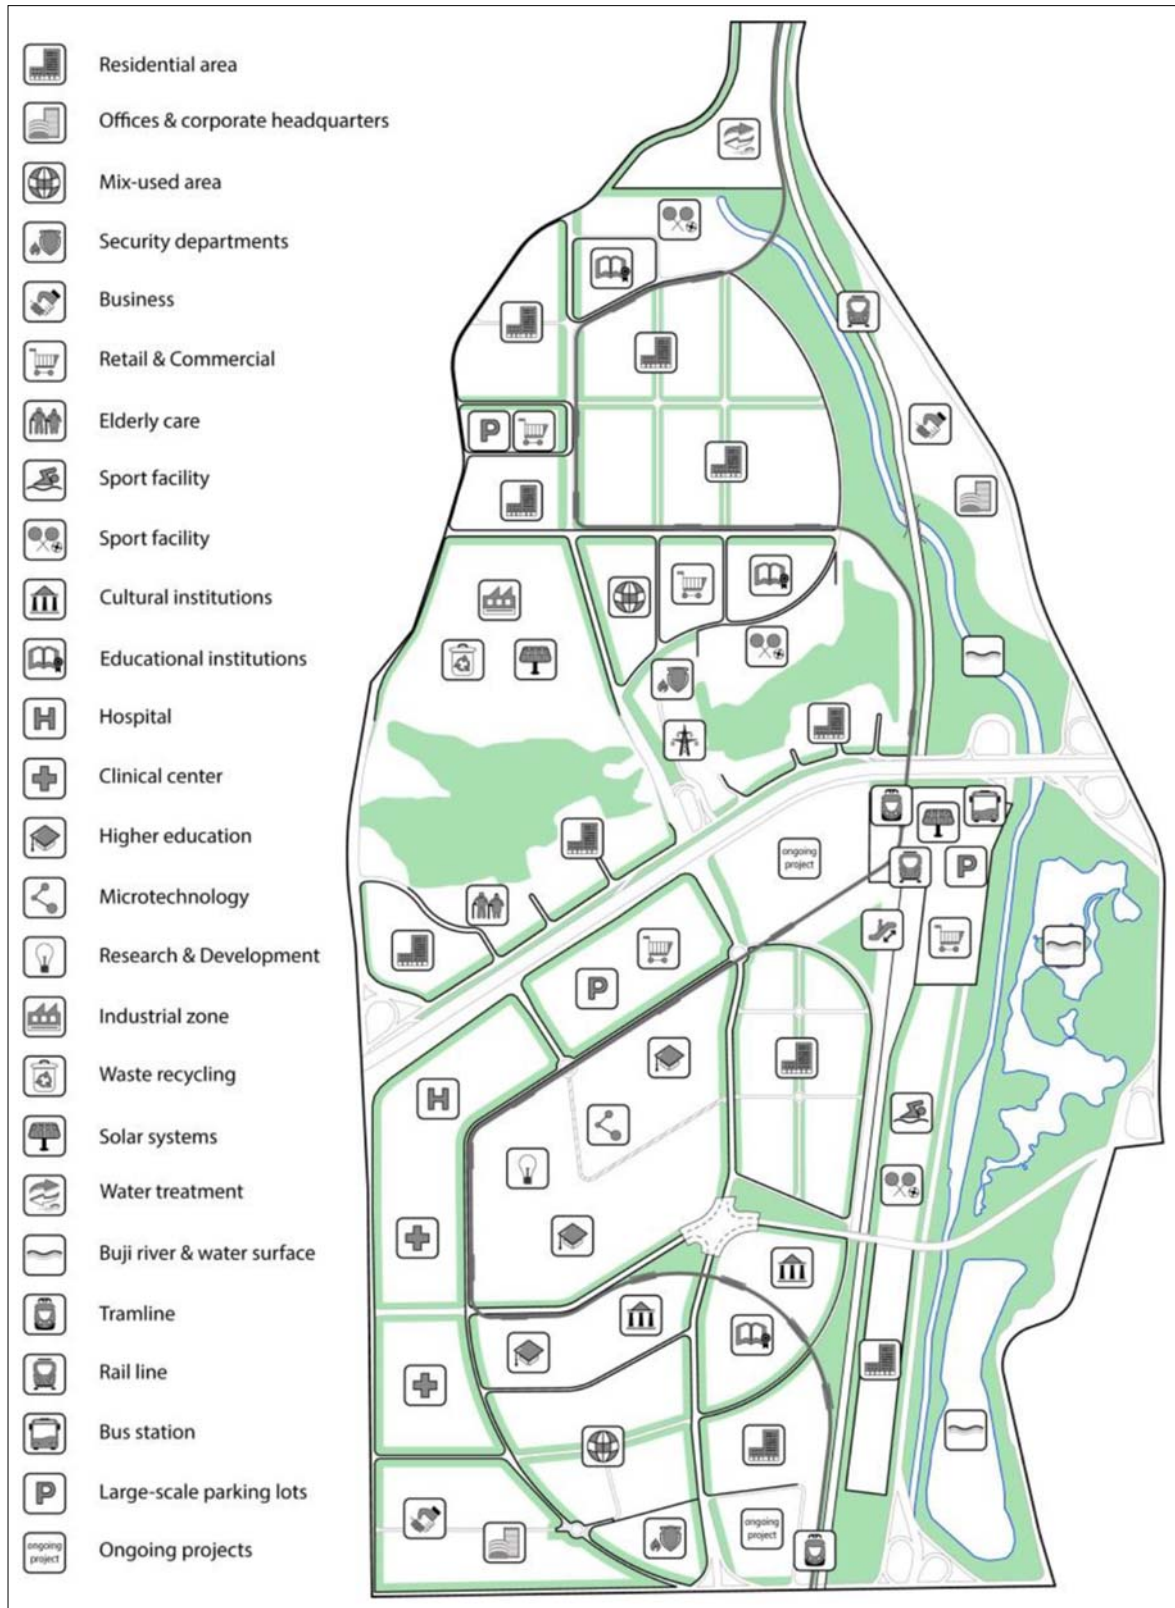 Residential area
Offices & corporate headquarters
Mix-used area
Security departments
Business
Retail & Commercial
Elderly care
Sport facility
Sport facility
Cultural institutions
Educational institutions
H Hospital
Clinical center
Higher education
Microtechnology
Research & Development
Industrial zone
Waste recycling
Solar systems
Water treatment
Buji river & water surface
Tramline
Rail line
Bus station
P Large-scale parking lots
ongoing
project
Ongoing projects
P
ongoing
project
P
P
H
ongoing
project